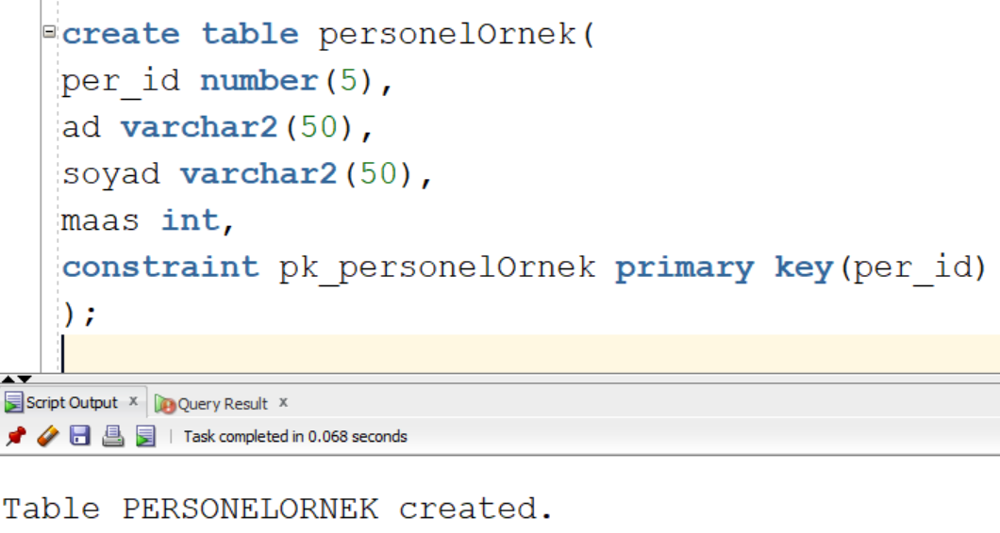 create table personelOrnek(
per_id number(5),
ad varchar2(50),
soyad varchar2(50),
maas int,
constraint pk_personelOrnek primary key(per_id)
);
Script Output x Query Result x
Task completed in 0.068 seconds
Table PERSONELORNEK created.